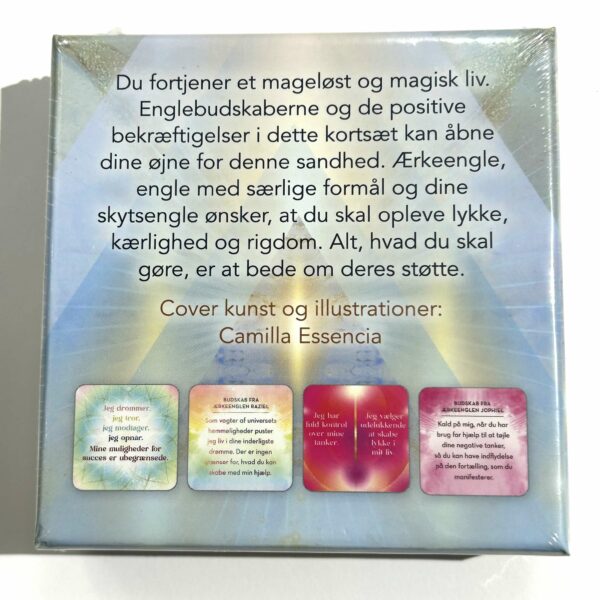 Du fortjener et mageløst og magisk liv.
Englebudskaberne og de positive
bekræftigelser i dette kortsæt kan åbne
dine øjne for denne sandhed. Ærkeengle,
engle med særlige formål og dine
skytsengle ønsker, at du skal opleve lykke,
kærlighed og rigdom. Alt, hvad du skal
gøre, er at bede om deres støtte.
Cover kunst og illustrationer:
Camilla Essencia
Jeg drømmer,
jeg tror,
jeg modtager,
jeg opnår.
Mine muligheder for
succes er ubegrænsede.
BUDSKAB FRA
ÆRKEENGLEN RAZIEL
Som vogter af universets
hemmeligheder puster
jeg liv i dine inderligste
drømme. Der er ingen
grænser for, hvad du kan
skabe med min hjælp.
Jeg har
fuld kontrol
over mine
tanker.
Jeg vælger
udelukkende
at skabe
lykke i
mit liv.
BUDSKAB FRA
ÆRKEENGLEN JOPHIEL
Kald på mig, når du har
brug for hjælp til at tøjle
dine negative tanker,
så du kan have indflydelse
på den fortælling, som du
manifesterer.